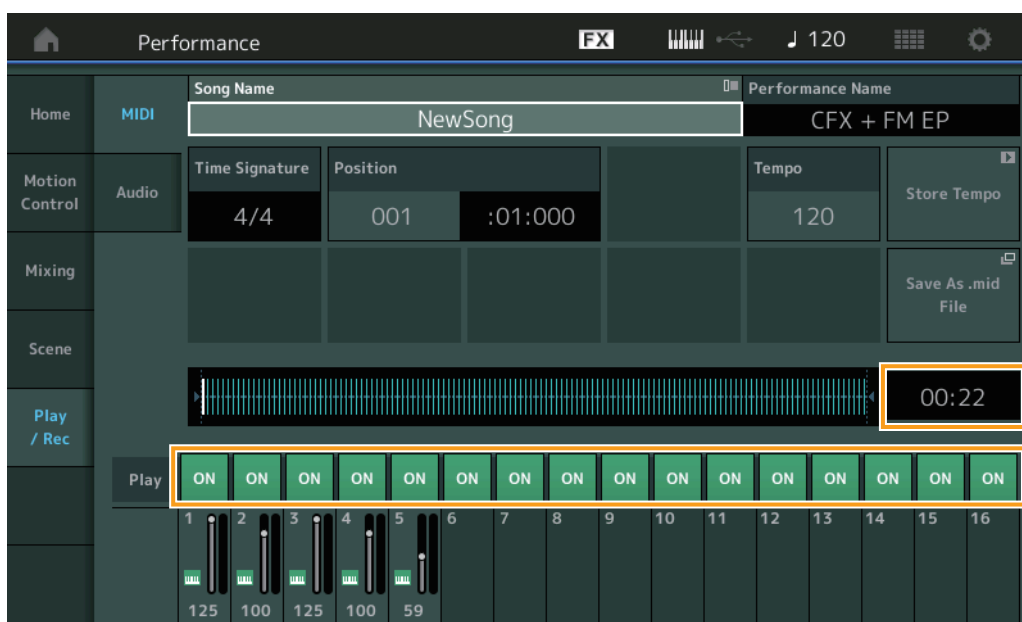 Performance
FX
♩ 120
Home
Motion
Control
Mixing
Scene
Play
/ Rec
MIDI
Audio
Song Name
NewSong
Performance Name
CFX + FM EP
Time Signature
4/4
Position
001 :01:000
Tempo
120
Store Tempo
Save As .mid
File
00:22
Play ON ON ON ON ON ON ON ON ON ON ON ON ON ON ON ON
1 2 3 4 5 6 7 8 9 10 11 12 13 14 15 16
125 100 125 100 59